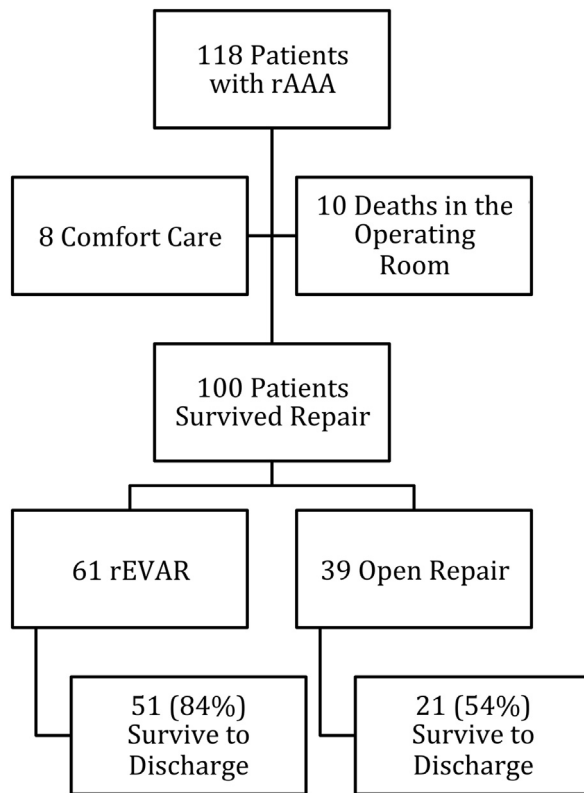 118 Patients
with rAAA
8 Comfort Care
10 Deaths in the
Operating
Room
100 Patients
Survived Repair
61 rEVAR
39 Open Repair
51 (84%)
Survive to
Discharge
21 (54%)
Survive to
Discharge